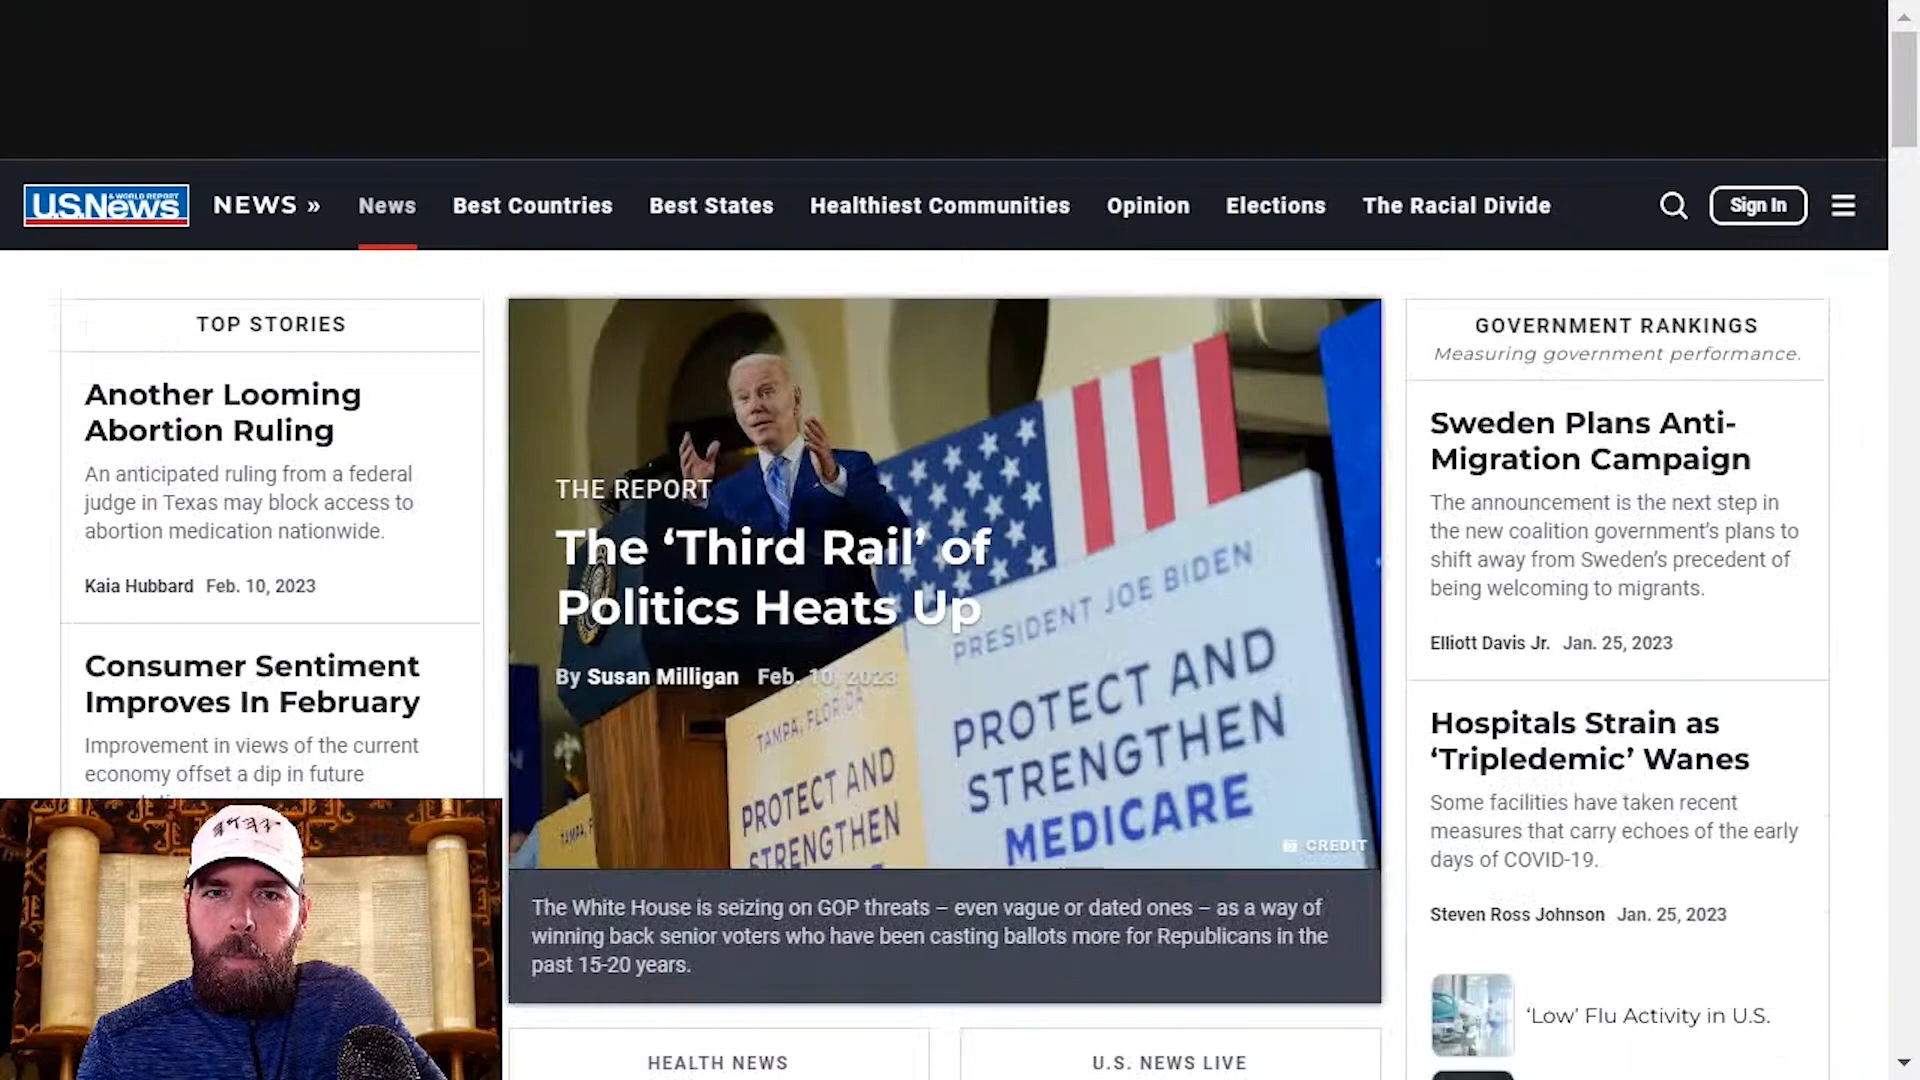 U.S.News
& WORLD REPORT
NEWS »
News
Best Countries
Best States
Healthiest Communities
Opinion
Elections
The Racial Divide
Sign In
TOP STORIES
Another Looming
Abortion Ruling
An anticipated ruling from a federal
judge in Texas may block access to
abortion medication nationwide.
Kaia Hubbard Feb. 10, 2023
Consumer Sentiment
Improves In February
Improvement in views of the current
economy offset a dip in future
THE REPORT
The ‘Third Rail’ of
Politics Heats Up
By Susan Milligan Feb. 10, 2023
PRESIDENT JOE BIDEN
PROTECT AND
STRENGTHEN
MEDICARE
TAMPA, FLORIDA
PROTECT AND
STRENGTHEN
TAMPA, F
CREDIT
The White House is seizing on GOP threats – even vague or dated ones – as a way of
winning back senior voters who have been casting ballots more for Republicans in the
past 15-20 years.
HEALTH NEWS
U.S. NEWS LIVE
GOVERNMENT RANKINGS
Measuring government performance.
Sweden Plans Anti-
Migration Campaign
The announcement is the next step in
the new coalition government’s plans to
shift away from Sweden’s precedent of
being welcoming to migrants.
Elliott Davis Jr. Jan. 25, 2023
Hospitals Strain as
‘Tripledemic’ Wanes
Some facilities have taken recent
measures that carry echoes of the early
days of COVID-19.
Steven Ross Johnson Jan. 25, 2023
‘Low’ Flu Activity in U.S.